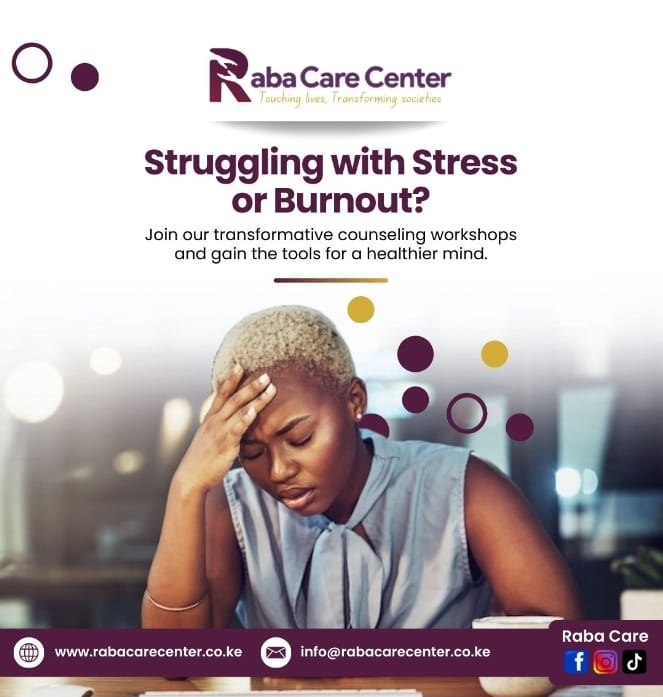 Raba Care Center
Touching lives, Transforming societies
Struggling with Stress
or Burnout?
Join our transformative counseling workshops
and gain the tools for a healthier mind.
Raba Care
www.rabacarecenter.co.ke
info@rabacarecenter.co.ke